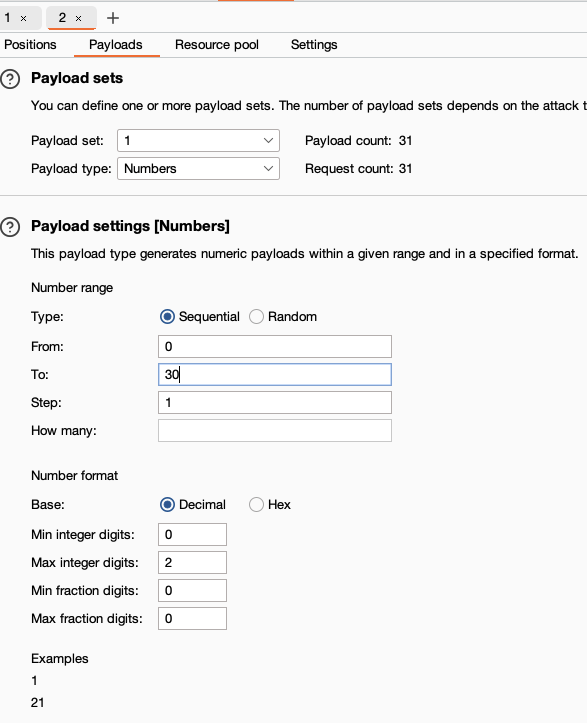 1 × 2 × +
Positions Payloads Resource pool Settings
? Payload sets
You can define one or more payload sets. The number of payload sets depends on the attack t
Payload set: 1 Payload count: 31
Payload type: Numbers Request count: 31
? Payload settings [Numbers]
This payload type generates numeric payloads within a given range and in a specified format.
Number range
Type: Sequential Random
From: 0
To: 30
Step: 1
How many:
Number format
Base: Decimal Hex
Min integer digits: 0
Max integer digits: 2
Min fraction digits: 0
Max fraction digits: 0
Examples
1
21